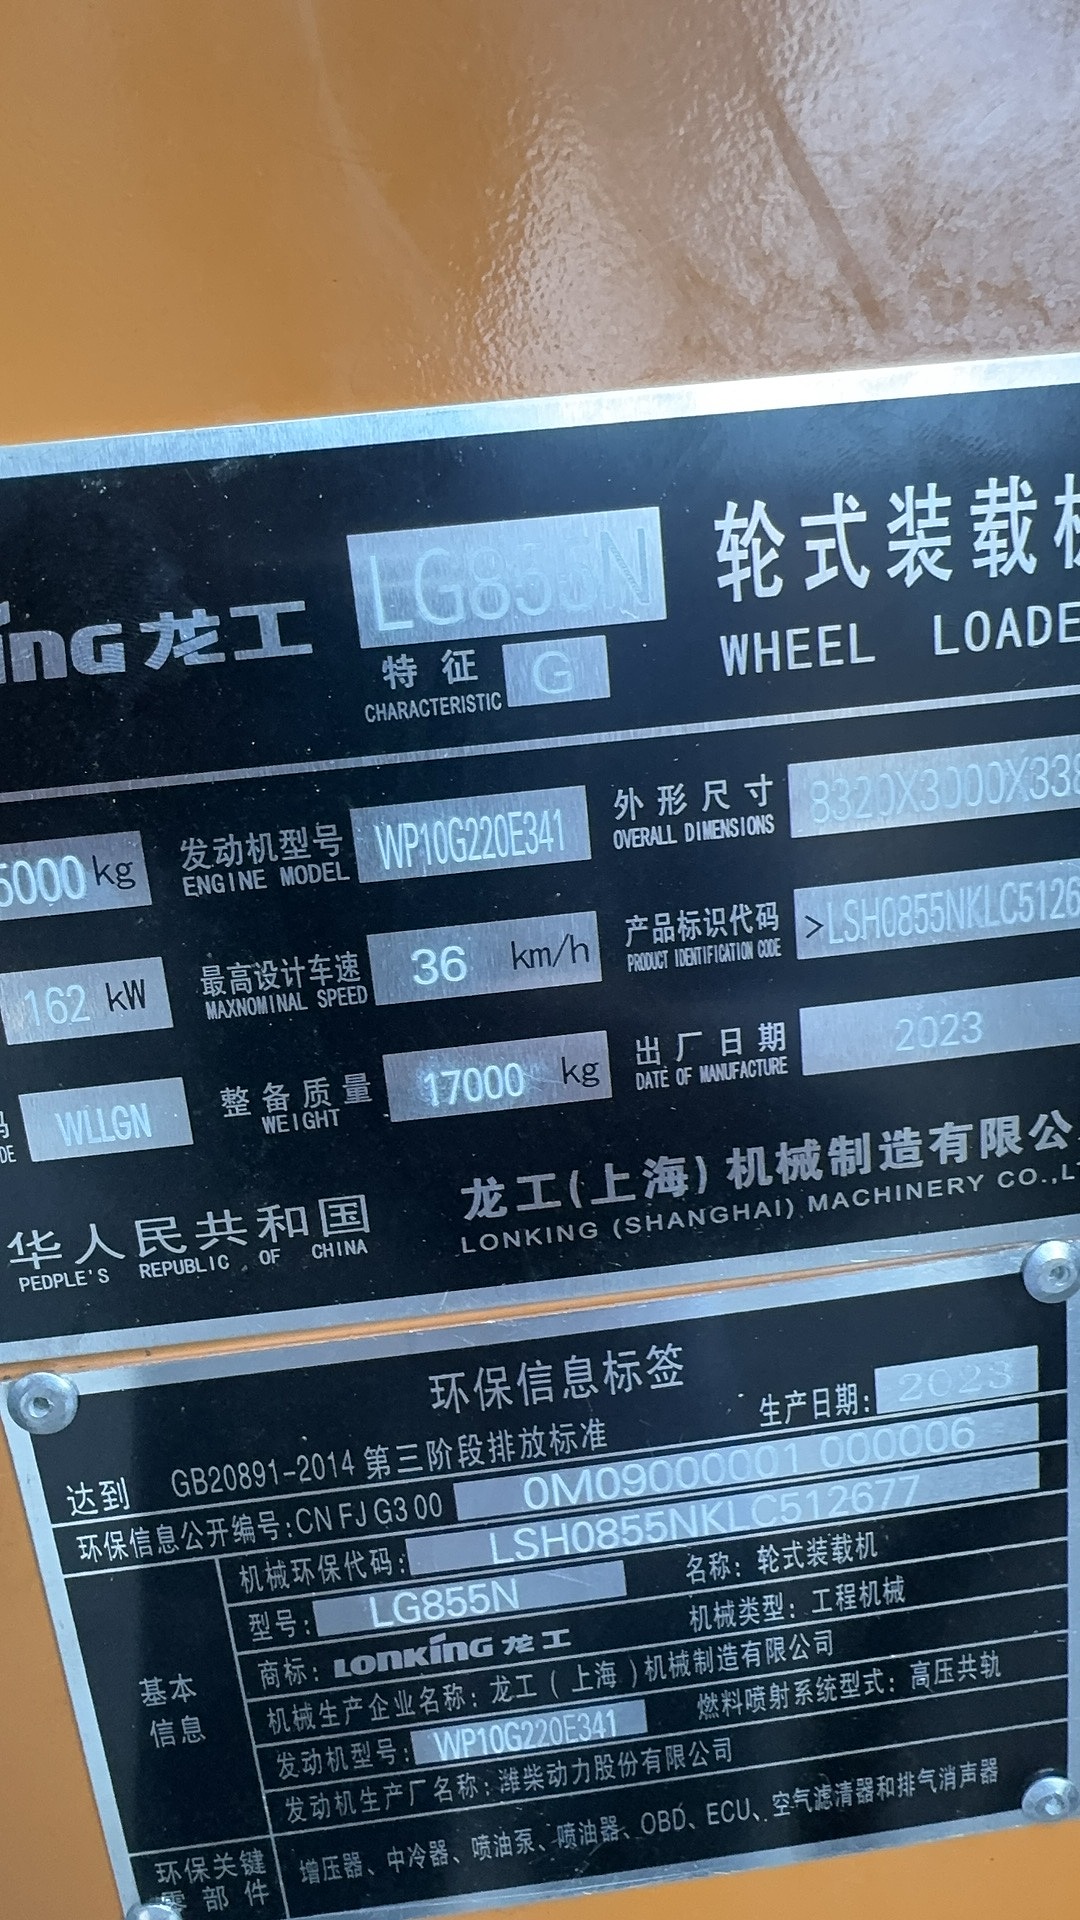 LG855N 轮式装载
ing龙工 特征 G WHEEL LOADE
CHARACTERISTIC
5000 kg 发动机型号 WP10G220E341 外形尺寸 8320X3000X338
ENGINE MODEL OVERALL DIMENSIONS
162 kW 最高设计车速 36 km/h 产品标识代码 >LSH0855NKLC5126
MAXNOMINAL SPEED PRODUCT IDENTIFICATION CODE
码 WLLGN 整备质量 17000 kg 出厂日期 2023
DE WEIGHT DATE OF MANUFACTURE
华人民共和国 龙工(上海)机械制造有限公
PEDPLE'S REPUBLIC OF CHINA LONKING (SHANGHAI) MACHINERY CO.,LT
环保信息标签
生产日期: 2023
达到 GB20891-2014 第三阶段排放标准
环保信息公开编号:CN FJ G3 00 0M09000001 000006
机械环保代码: LSH0855NKLC512677
型号: LG855N 名称: 轮式装载机
商标: LONKING 龙工 机械类型: 工程机械
机械生产企业名称: 龙工(上海)机械制造有限公司
基本信息
发动机型号: WP10G220E341 燃料喷射系统型式: 高压共轨
发动机生产厂名称: 潍柴动力股份有限公司
环保关键零部件 增压器、中冷器、喷油泵、喷油器、OBD、ECU、空气滤清器和排气消声器